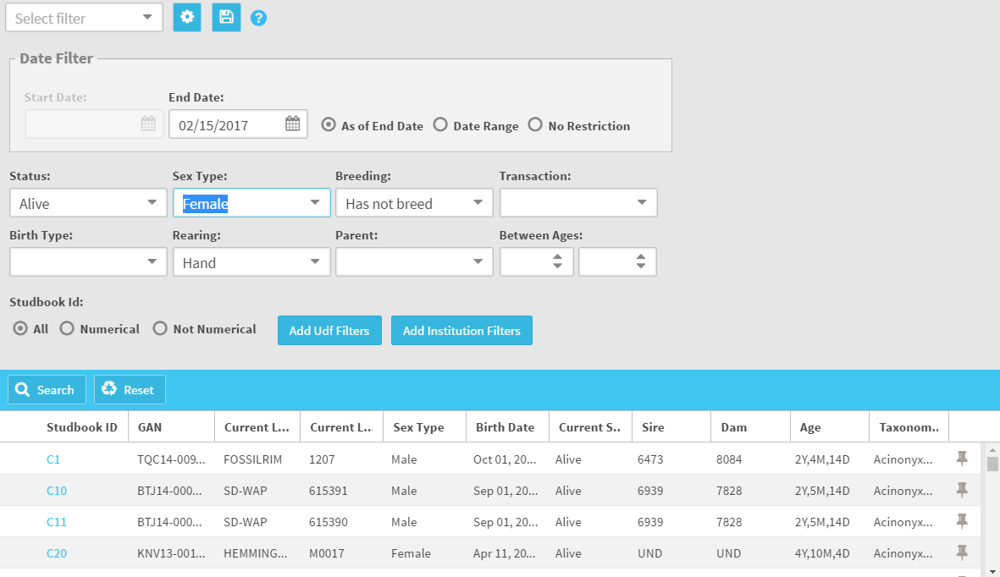 Select filter ?
Date Filter
Start Date: End Date:
02/15/2017 As of End Date Date Range No Restriction
Status: Sex Type: Breeding: Transaction:
Alive Female Has not breed
Birth Type: Rearing: Parent: Between Ages:
Hand
Studbook Id:
All Numerical Not Numerical Add Udf Filters Add Institution Filters
Search Reset
Studbook ID GAN Current L... Current L.. Sex Type Birth Date Current S.. Sire Dam Age Taxonom..
C1 TQC14-009... FOSSILRIM 1207 Male Oct 01, 20... Alive 6473 8084 2Y,4M,14D Acinonyx...
C10 BTJ14-000... SD-WAP 615391 Male Sep 01, 20... Alive 6939 7828 2Y,5M,14D Acinonyx...
C11 BTJ14-000... SD-WAP 615390 Male Sep 01, 20... Alive 6939 7828 2Y,5M,14D Acinonyx...
C20 KNV13-001... HEMMING... M0017 Female Apr 11, 20... Alive UND UND 4Y,10M,4D Acinonyx...